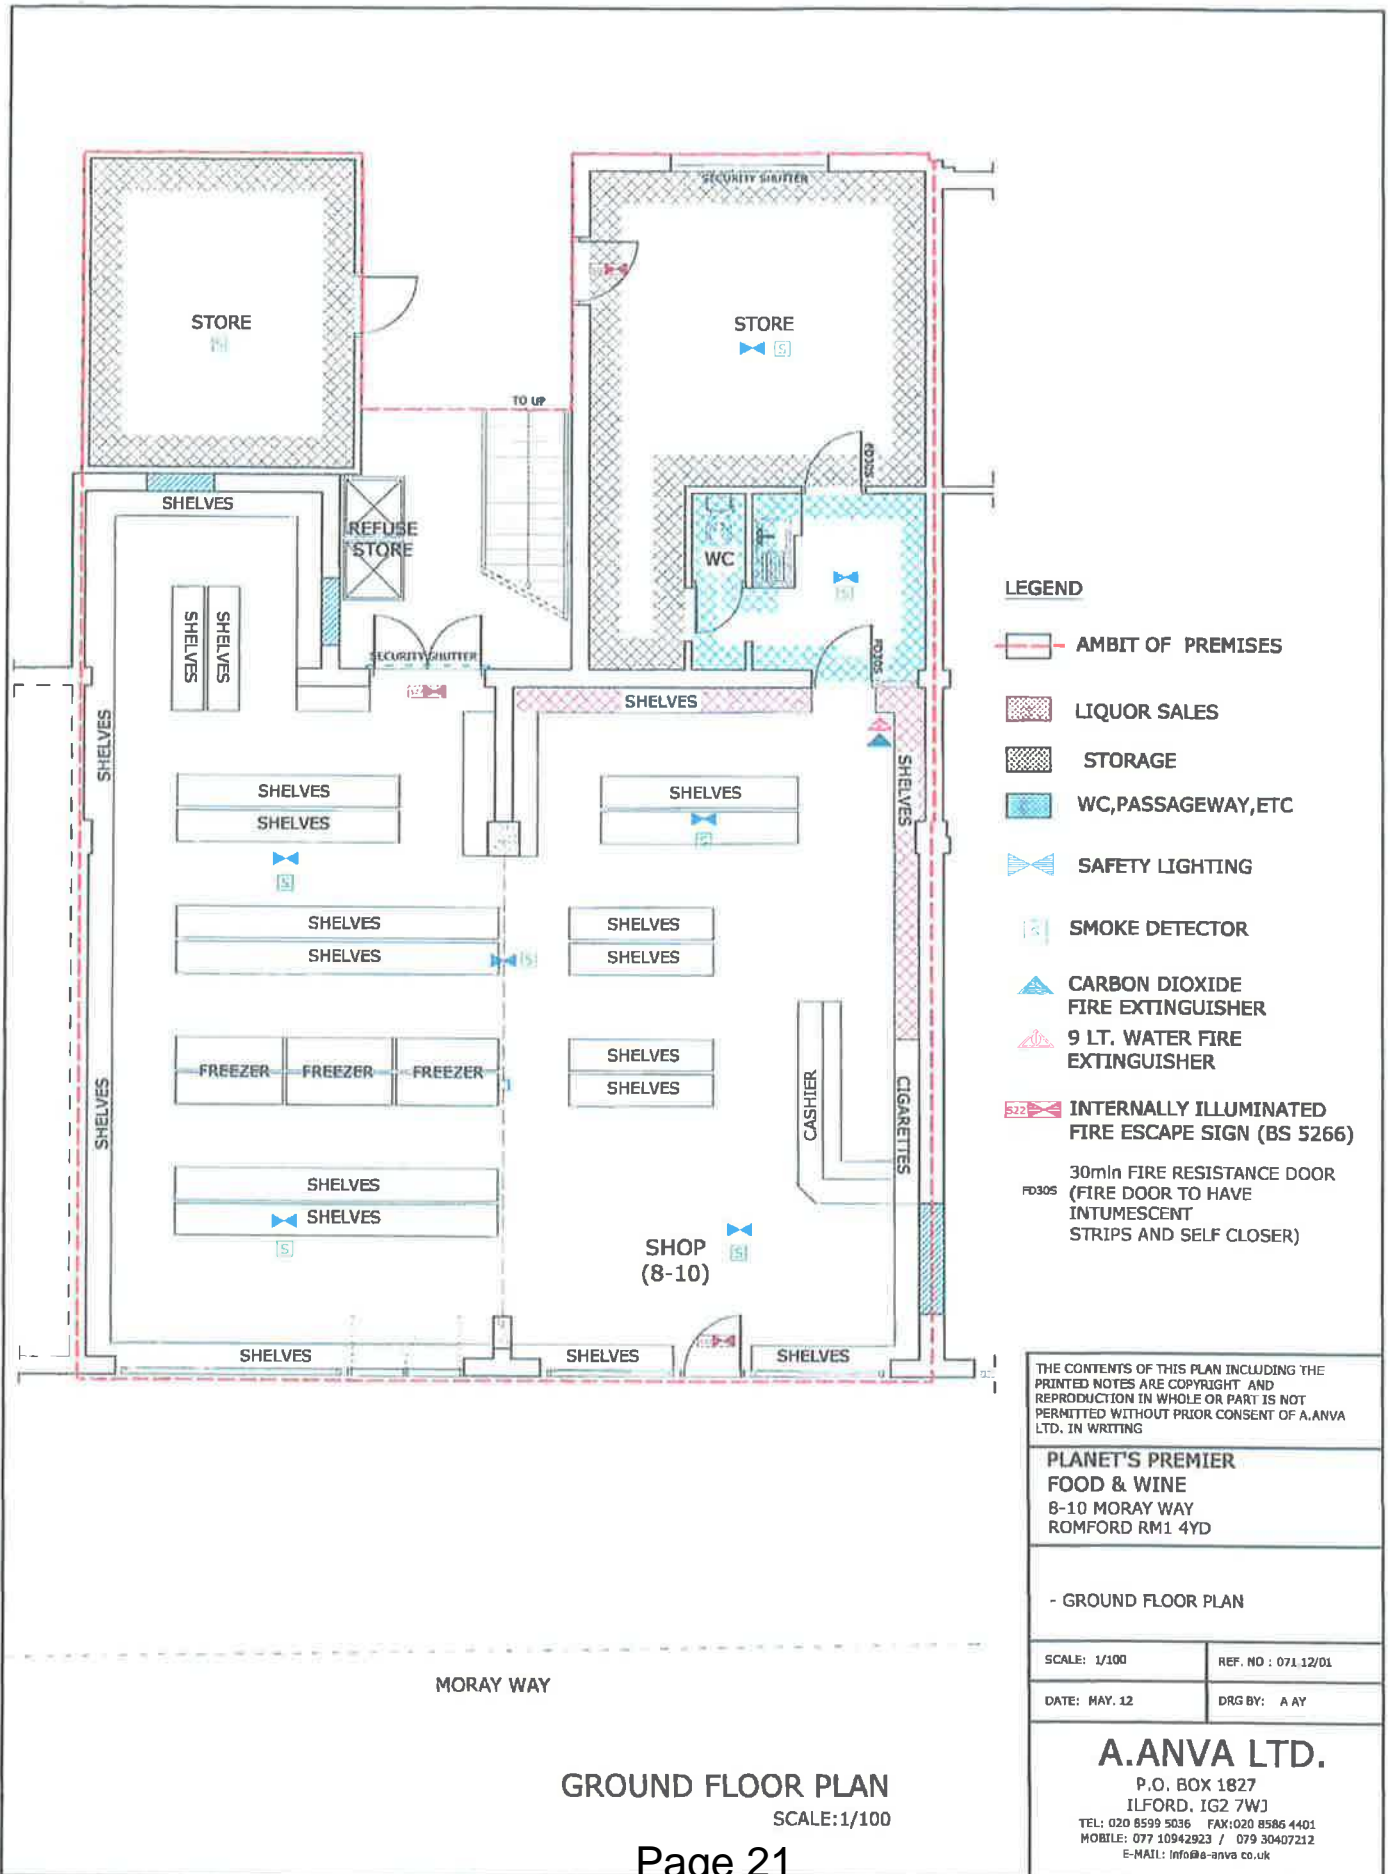 SECURITY SHUTTER
STORE
S
STORE
S
TO UP
FD30S
SHELVES
REFUSE
STORE
WC
S
SHELVES
SHELVES
SECURITY SHUTTER
FD30S
SHELVES
SHELVES
SHELVES
SHELVES
SHELVES
SHELVES
SHELVES
S
S
SHELVES
SHELVES
S
SHELVES
SHELVES
FREEZER
FREEZER
FREEZER
SHELVES
SHELVES
SHELVES
CASHIER
CIGARETTES
SHELVES
SHELVES
S
SHOP
(8-10)
S
SHELVES
SHELVES
SHELVES
LEGEND
AMBIT OF PREMISES
LIQUOR SALES
STORAGE
WC,PASSAGEWAY,ETC
SAFETY LIGHTING
S SMOKE DETECTOR
CARBON DIOXIDE
FIRE EXTINGUISHER
9 LT. WATER FIRE
EXTINGUISHER
S22 INTERNALLY ILLUMINATED
FIRE ESCAPE SIGN (BS 5266)
30min FIRE RESISTANCE DOOR
FD30S (FIRE DOOR TO HAVE
INTUMESCENT
STRIPS AND SELF CLOSER)
THE CONTENTS OF THIS PLAN INCLUDING THE
PRINTED NOTES ARE COPYRIGHT AND
REPRODUCTION IN WHOLE OR PART IS NOT
PERMITTED WITHOUT PRIOR CONSENT OF A.ANVA
LTD. IN WRITING
PLANET'S PREMIER
FOOD & WINE
8-10 MORAY WAY
ROMFORD RM1 4YD
- GROUND FLOOR PLAN
SCALE: 1/100
REF. NO : 071.12/01
DATE: MAY. 12
DRG BY: A AY
A.ANVA LTD.
P.O. BOX 1827
ILFORD, IG2 7WJ
TEL: 020 8599 5036 FAX:020 8586 4401
MOBILE: 077 10942923 / 079 30407212
E-MAIL: info@a-anva co.uk
MORAY WAY
GROUND FLOOR PLAN
SCALE:1/100
Page 21